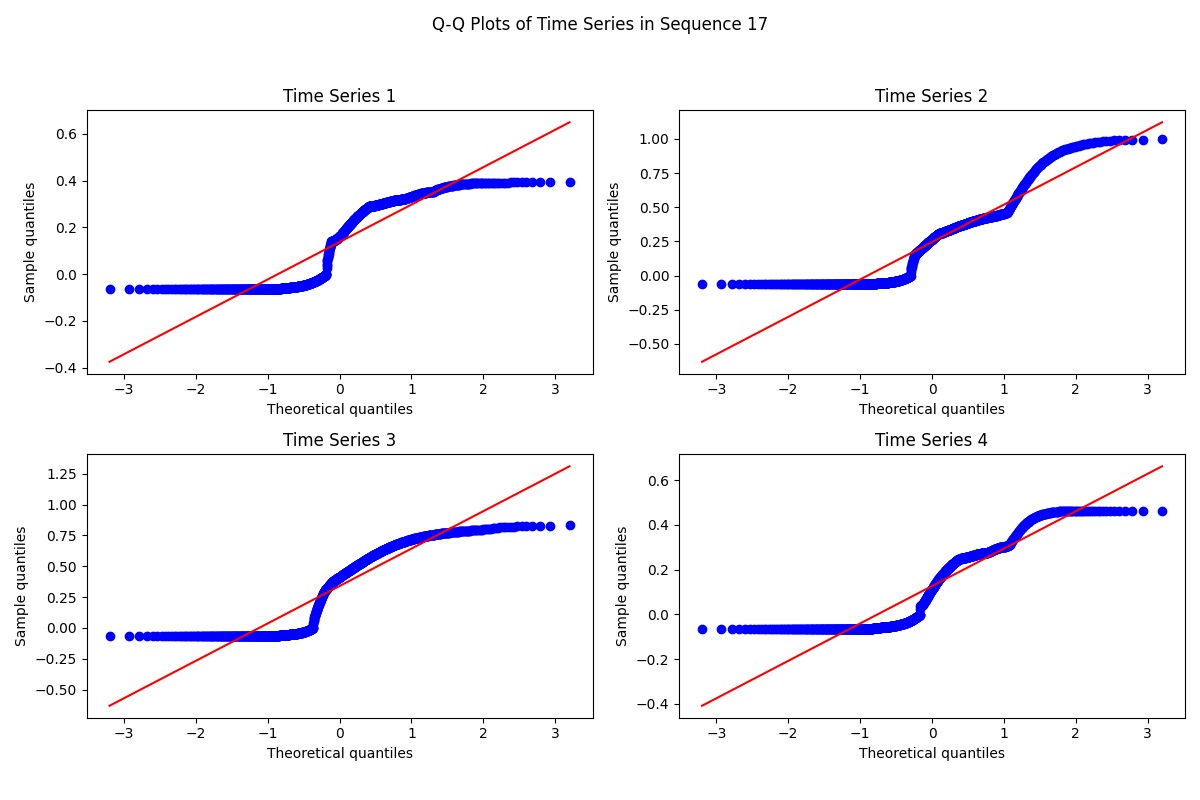 Q-Q Plots of Time Series in Sequence 17
Time Series 1
Sample quantiles
0.6
0.4
0.2
0.0
−0.2
−0.4
−3 −2 −1 0 1 2 3
Theoretical quantiles
Time Series 2
Sample quantiles
1.00
0.75
0.50
0.25
0.00
−0.25
−0.50
−3 −2 −1 0 1 2 3
Theoretical quantiles
Time Series 3
Sample quantiles
1.25
1.00
0.75
0.50
0.25
0.00
−0.25
−0.50
−3 −2 −1 0 1 2 3
Theoretical quantiles
Time Series 4
Sample quantiles
0.6
0.4
0.2
0.0
−0.2
−0.4
−3 −2 −1 0 1 2 3
Theoretical quantiles